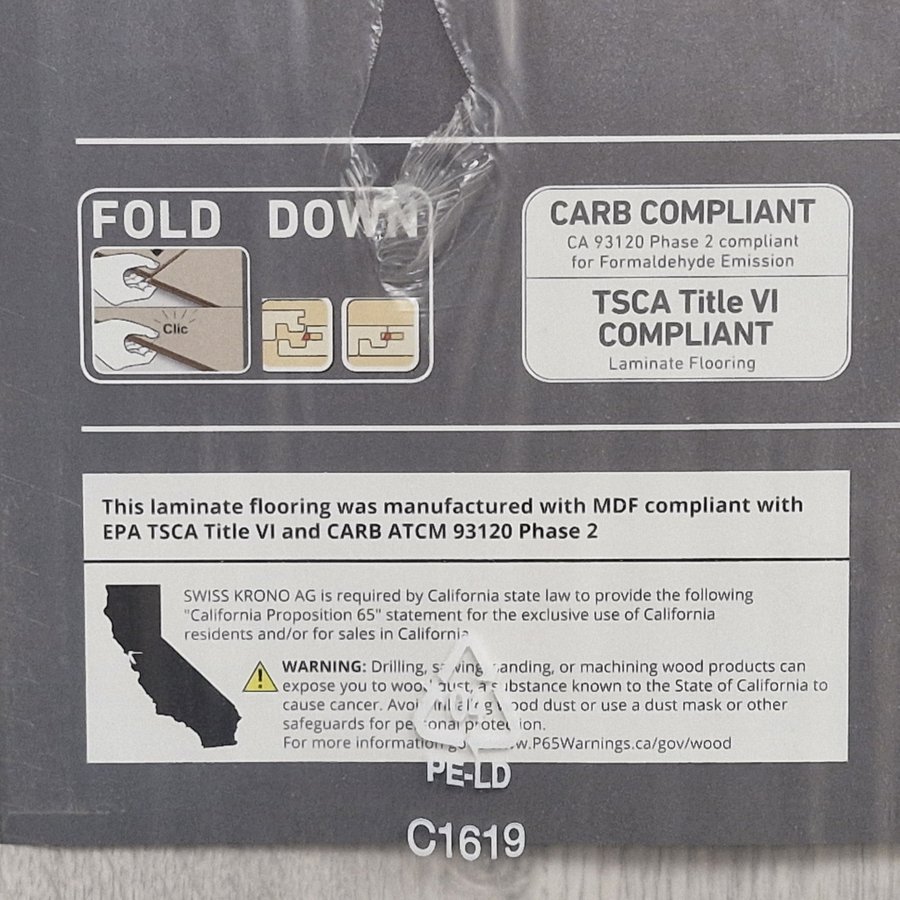 FOLD DOWN
Clic
CARB COMPLIANT
CA 93120 Phase 2 compliant
for Formaldehyde Emission
TSCA Title VI
COMPLIANT
Laminate Flooring
This laminate flooring was manufactured with MDF compliant with
EPA TSCA Title VI and CARB ATCM 93120 Phase 2
SWISS KRONO AG is required by California state law to provide the following
"California Proposition 65" statement for the exclusive use of California
residents and/or for sales in California.
WARNING: Drilling, sawing, sanding, or machining wood products can
expose you to wood dust, a substance known to the State of California to
cause cancer. Avoid inhaling wood dust or use a dust mask or other
safeguards for personal protection.
For more information go www.P65Warnings.ca/gov/wood
PE-LD
C1619